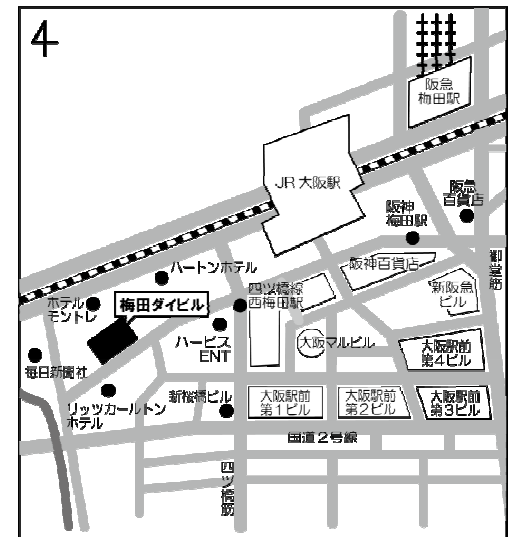 4
阪急
梅田駅
JR大阪駅
阪急
百貨店
阪神
梅田駅
御堂筋
阪神百貨店
新阪急
ビル
ハートンホテル
四ツ橋線
西梅田駅
ホテル
モントレ
梅田ダイビル
ハービス
ENT
大阪マルビル
大阪駅前
第4ビル
毎日新聞社
リッツカールトン
ホテル
新桜橋ビル
大阪駅前
第1ビル
大阪駅前
第2ビル
大阪駅前
第3ビル
国道2号線
四ツ橋筋